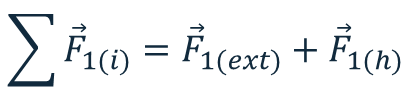 ∑ F⃗₁₍ᵢ₎ = F⃗₁₍ₑₓₜ₎ + F⃗₁₍ₕ₎